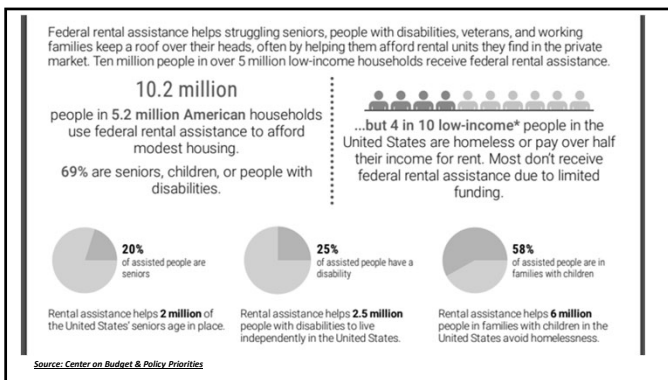 Federal rental assistance helps struggling seniors, people with disabilities, veterans, and working
families keep a roof over their heads, often by helping them afford rental units they find in the private
market. Ten million people in over 5 million low-income households receive federal rental assistance.
10.2 million
people in 5.2 million American households
use federal rental assistance to afford
modest housing.
69% are seniors, children, or people with
disabilities.
...but 4 in 10 low-income* people in the
United States are homeless or pay over half
their income for rent. Most don't receive
federal rental assistance due to limited
funding.
20%
of assisted people are
seniors
Rental assistance helps 2 million of
the United States' seniors age in place.
25%
of assisted people have a
disability
Rental assistance helps 2.5 million
people with disabilities to live
independently in the United States.
58%
of assisted people are in
families with children
Rental assistance helps 6 million
people in families with children in the
United States avoid homelessness.
Source: Center on Budget & Policy Priorities